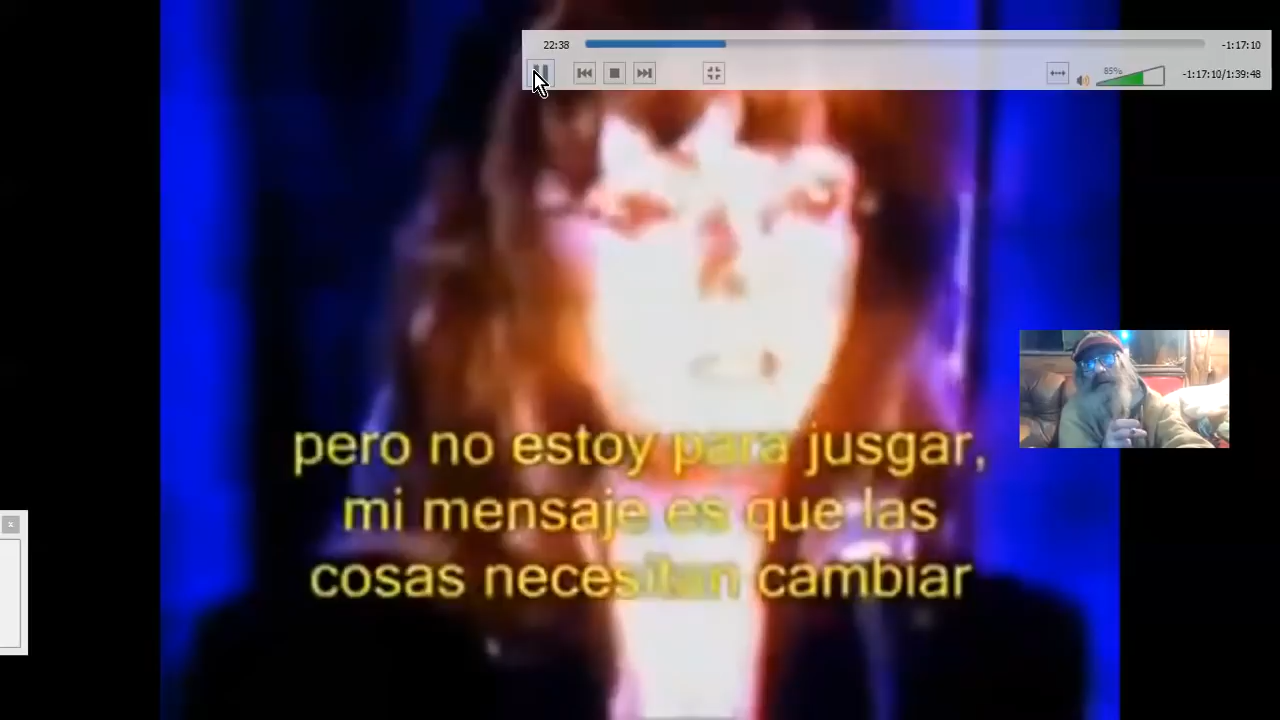 22:38
-1:17:10
85%
-1:17:10/1:39:48
pero no estoy para jusgar,
mi mensaje es que las
cosas necesitan cambiar